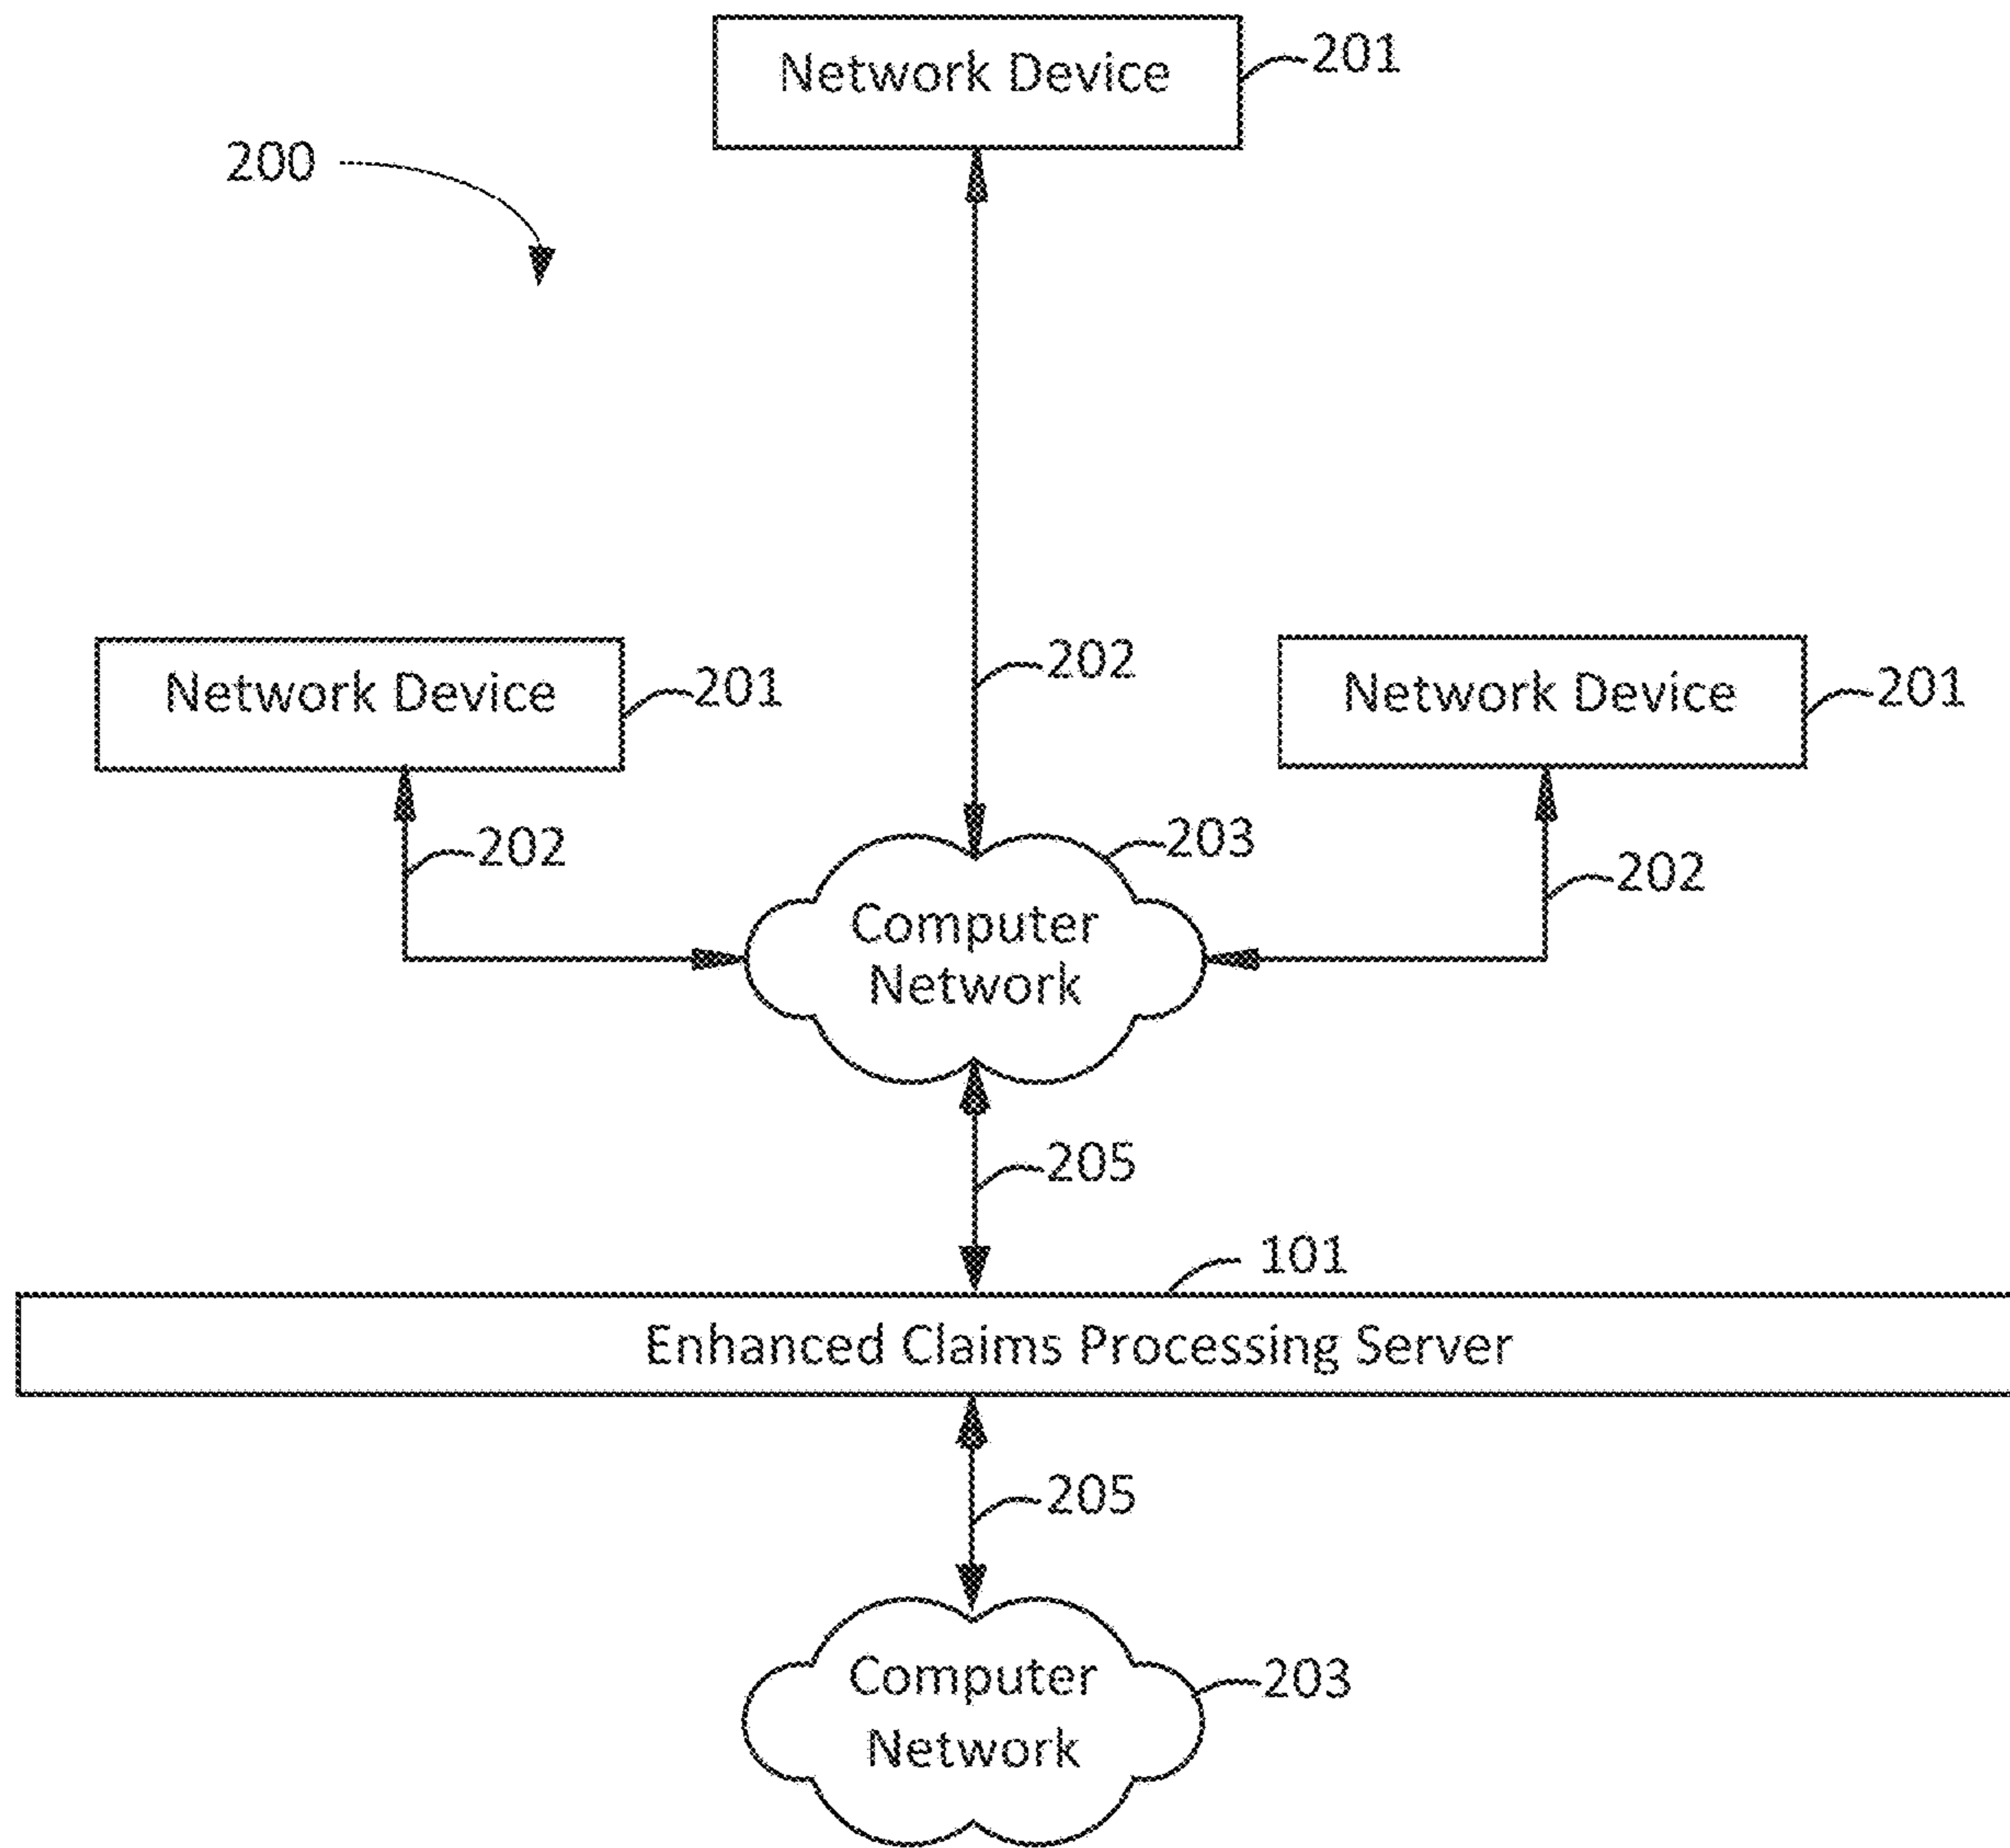 Network Device
201
200
202
Network Device
201
Network Device
201
202
203
202
Computer
Network
205
101
Enhanced Claims Processing Server
205
Computer
Network
203